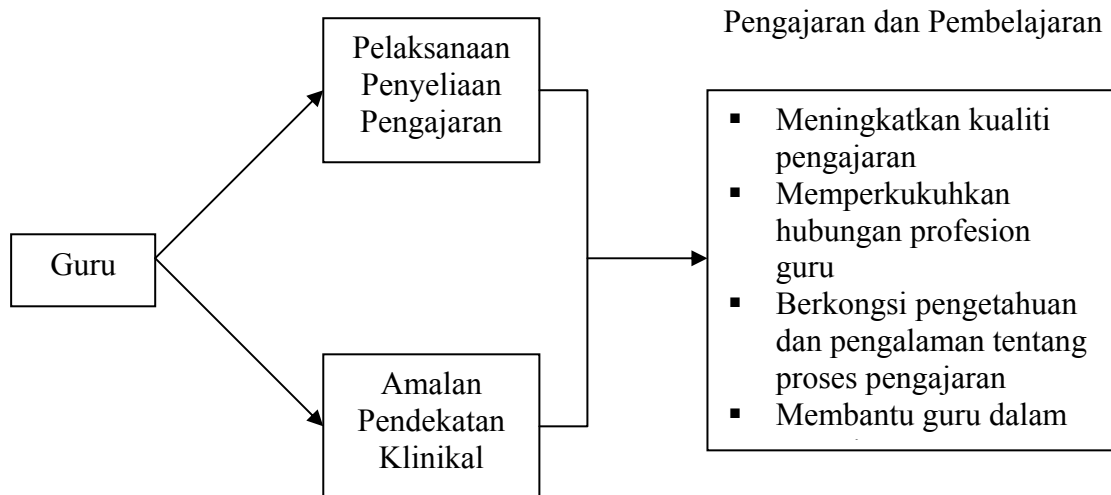 Pengajaran dan Pembelajaran
Pelaksanaan
Penyeliaan
Pengajaran
Guru
Amalan
Pendekatan
Klinikal
▪ Meningkatkan kualiti
pengajaran
▪ Memperkukuhkan
hubungan profesion
guru
▪ Berkongsi pengetahuan
dan pengalaman tentang
proses pengajaran
▪ Membantu guru dalam